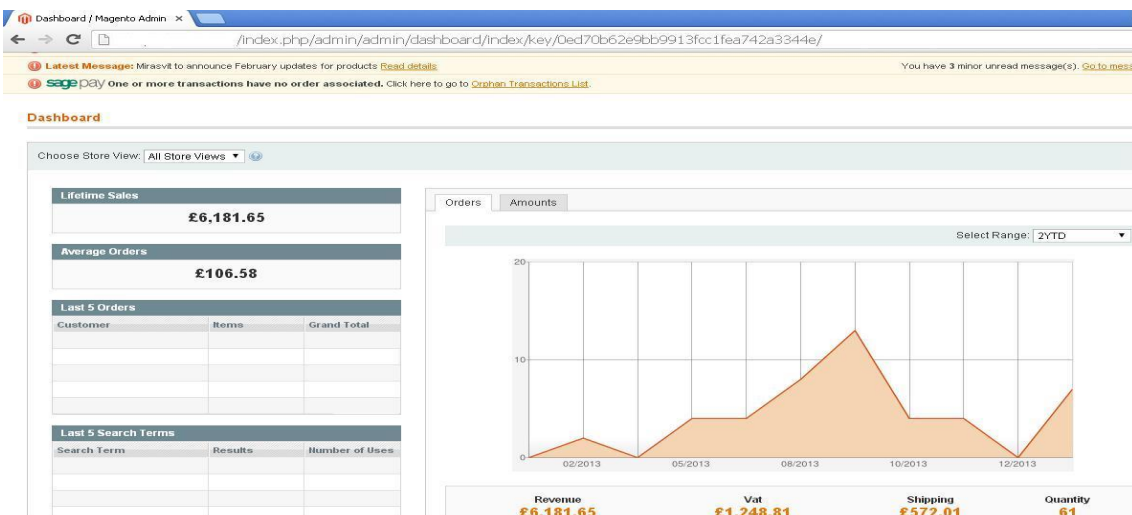 Dashboard / Magento Admin ×
/index.php/admin/admin/dashboard/index/key/0ed70b62e9bb9913fcc1fea742a3344e/
Latest Message: Mirasvit to announce February updates for products Read details
You have 3 minor unread message(s). Go to mess
sage pay One or more transactions have no order associated. Click here to go to Orphan Transactions List.
Dashboard
Choose Store View: All Store Views
Lifetime Sales
£6,181.65
Average Orders
£106.58
Last 5 Orders
Customer Items Grand Total
Last 5 Search Terms
Search Term Results Number of Uses
Orders Amounts
Select Range: 2YTD
20
10
0
02/2013 05/2013 08/2013 10/2013 12/2013
Revenue Vat Shipping Quantity
£6,181.65 £1,248.81 £572.01 61